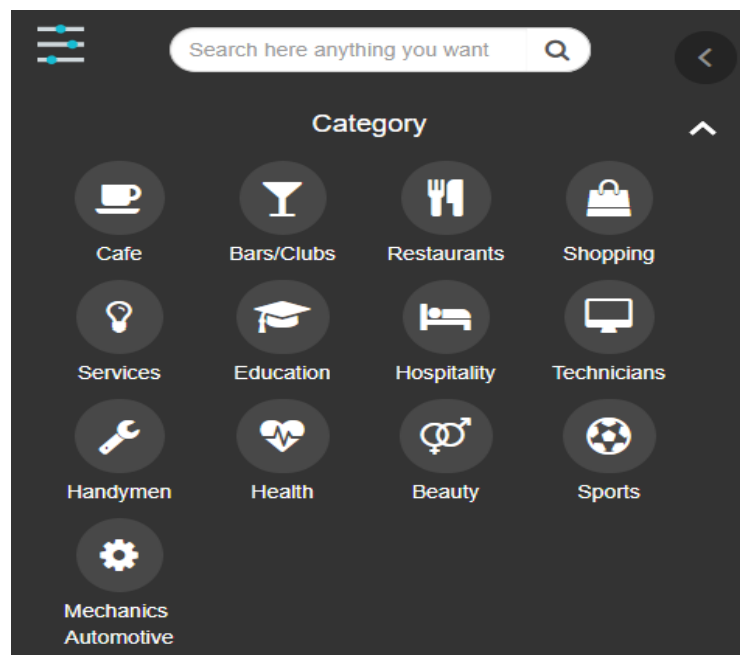 Search here anything you want
Category
Cafe
Bars/Clubs
Restaurants
Shopping
Services
Education
Hospitality
Technicians
Handymen
Health
Beauty
Sports
Mechanics
Automotive